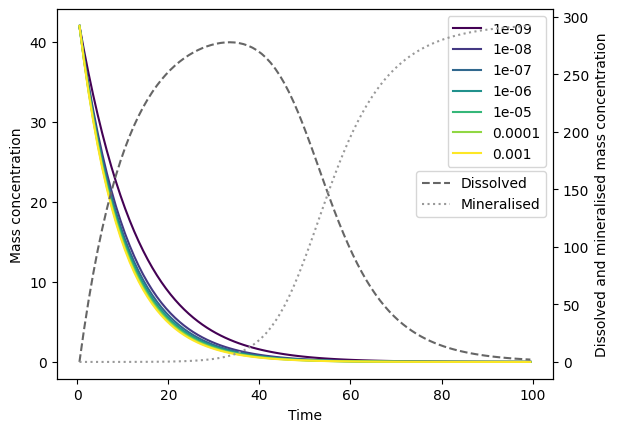 Mass concentration
40
30
20
10
0
0
20
40
60
80
100
Time
300
250
200
150
100
50
0
Dissolved and mineralised mass concentration
1e-09
1e-08
1e-07
1e-06
1e-05
0.0001
0.001
Dissolved
Mineralised